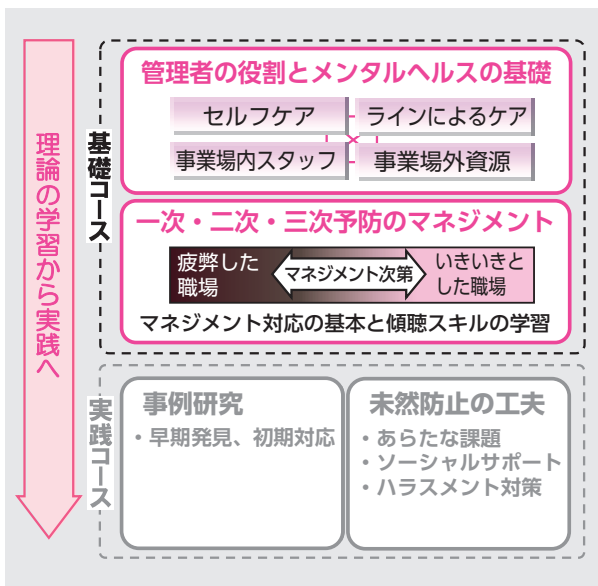 理論の学習から実践へ
基礎コース
管理者の役割とメンタルヘルスの基礎
セルフケア
ラインによるケア
事業場内スタッフ
事業場外資源
一次・二次・三次予防のマネジメント
疲弊した
職場
マネジメント次第
いきいきと
した職場
マネジメント対応の基本と傾聴スキルの学習
実践コース
事例研究
・早期発見、初期対応
未然防止の工夫
・あらたな課題
・ソーシャルサポート
・ハラスメント対策